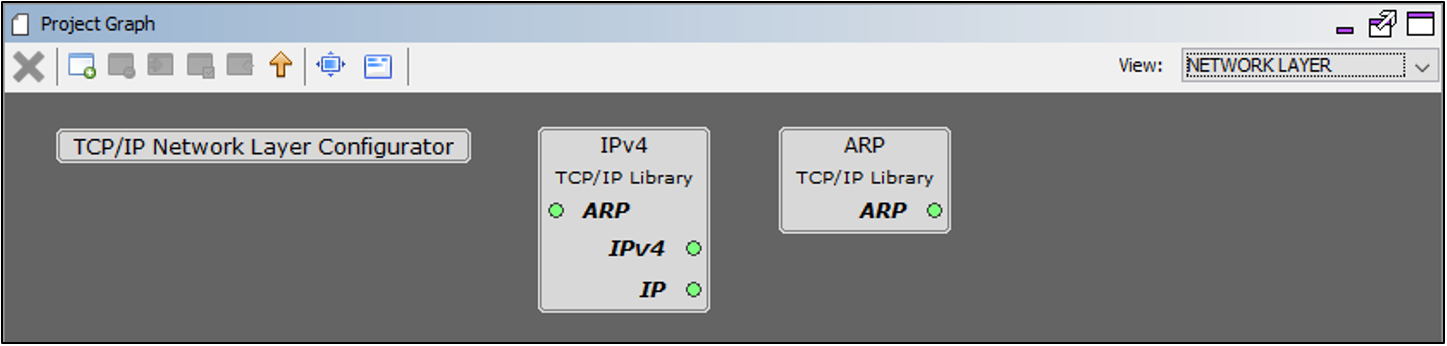 Project Graph
View: NETWORK LAYER
TCP/IP Network Layer Configurator
IPv4
TCP/IP Library
ARP
IPv4
IP
ARP
TCP/IP Library
ARP